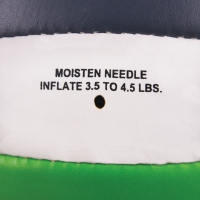 MOISTEN NEEDLE
INFLATE 3.5 TO 4.5 LBS.